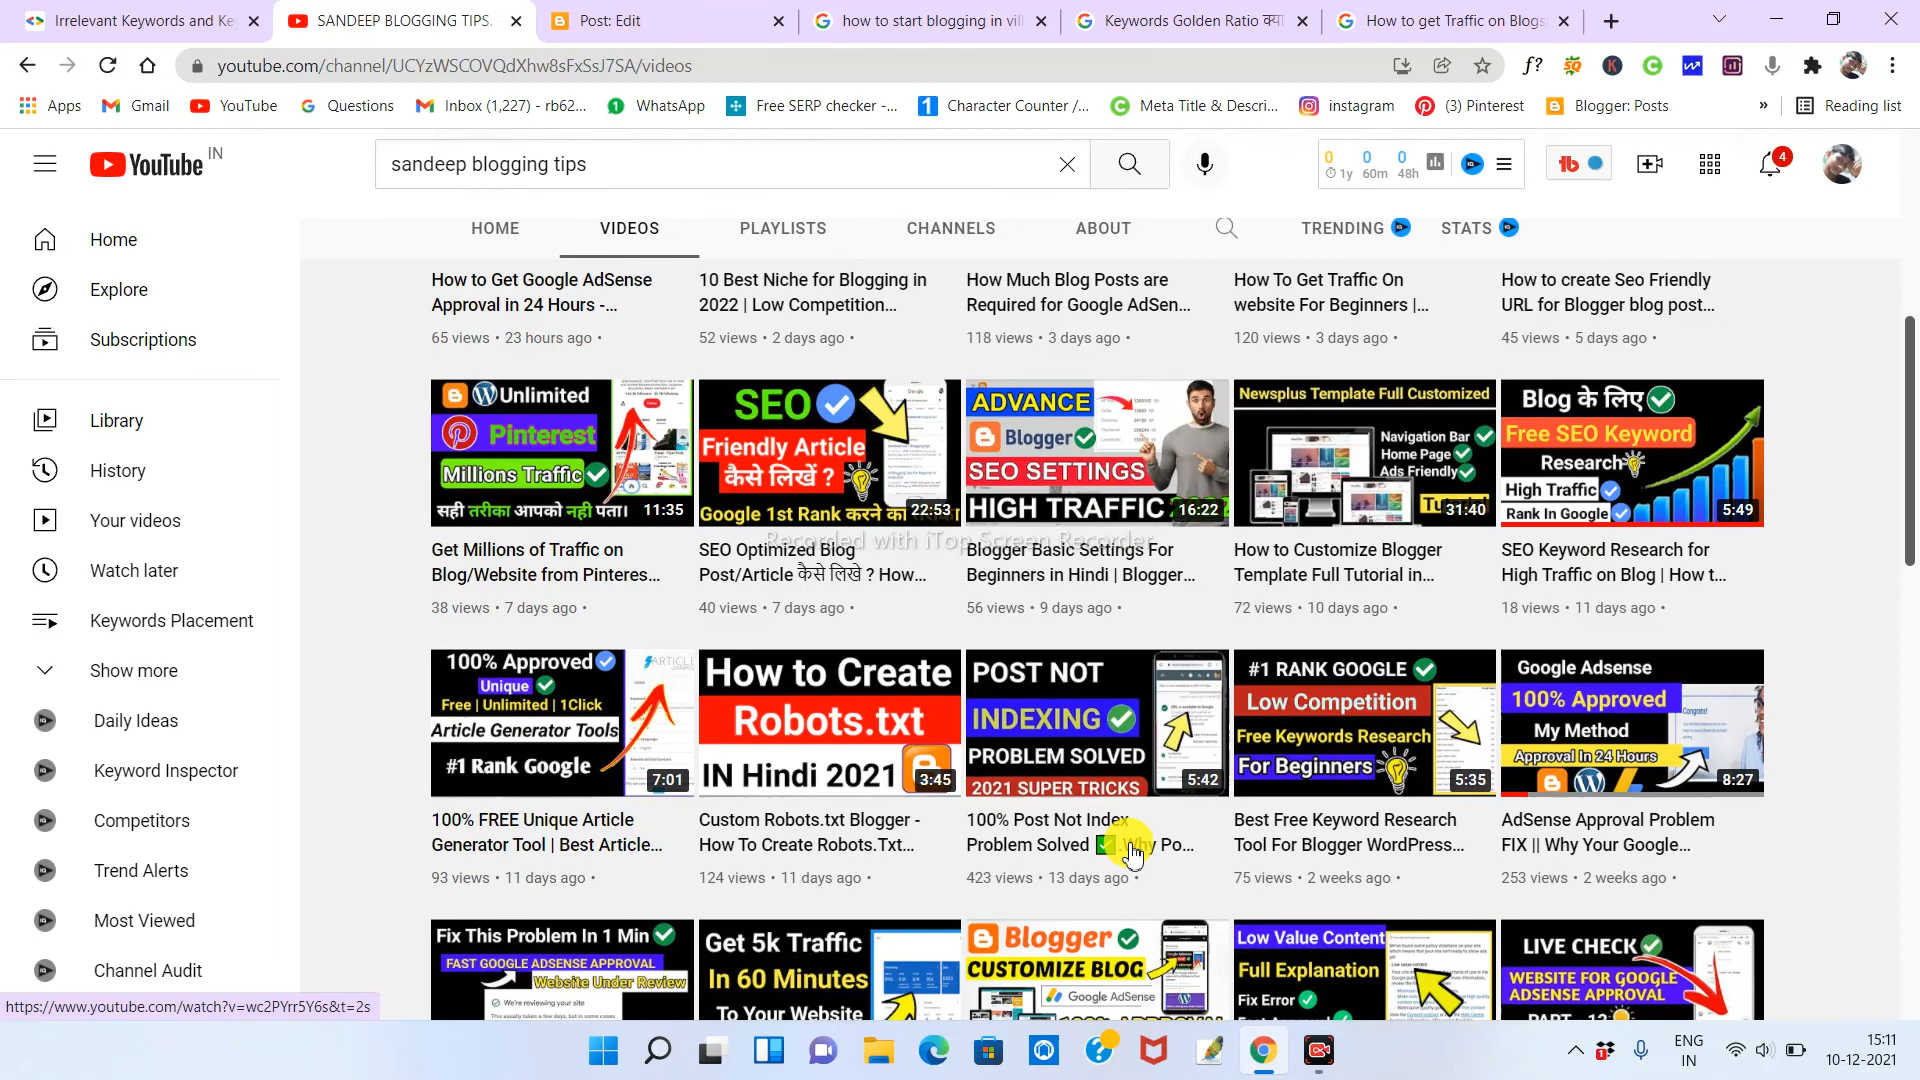 Irrelevant Keywords and Ke
SANDEEP BLOGGING TIPS.
Post: Edit
how to start blogging in vill
Keywords Golden Ratio क्या
How to get Traffic on Blogs
youtube.com/channel/UCYzWSCOVQdXhw8sFxSsJ7SA/videos
Apps
Gmail
YouTube
Questions
Inbox (1,227) - rb62...
WhatsApp
Free SERP checker -...
Character Counter /...
Meta Title & Descri...
instagram
(3) Pinterest
Blogger: Posts
»
Reading list
YouTube IN
sandeep blogging tips
0 0 0
1y 60m 48h
4
HOME
VIDEOS
PLAYLISTS
CHANNELS
ABOUT
TRENDING
STATS
Home
Explore
Subscriptions
Library
History
Your videos
Watch later
Keywords Placement
Show more
Daily Ideas
Keyword Inspector
Competitors
Trend Alerts
Most Viewed
Channel Audit
How to Get Google AdSense
Approval in 24 Hours -...
65 views • 23 hours ago •
10 Best Niche for Blogging in
2022 | Low Competition...
52 views • 2 days ago •
How Much Blog Posts are
Required for Google AdSen...
118 views • 3 days ago •
How To Get Traffic On
website For Beginners |...
120 views • 3 days ago •
How to create Seo Friendly
URL for Blogger blog post...
45 views • 5 days ago •
Unlimited
Pinterest
Millions Traffic
सही तरीका आपको नही पता।
11:35
Get Millions of Traffic on
Blog/Website from Pinteres...
38 views • 7 days ago •
SEO
Friendly Article
कैसे लिखें ?
Google 1st Rank करने का
22:53
SEO Optimized Blog
Post/Article कैसे लिखे ? How...
40 views • 7 days ago •
ADVANCE
Blogger
SEO SETTINGS
HIGH TRAFFIC
16:22
Blogger Basic Settings For
Beginners in Hindi | Blogger...
56 views • 9 days ago •
Newsplus Template Full Customized
Navigation Bar
Home Page
Ads Friendly
31:40
How to Customize Blogger
Template Full Tutorial in...
72 views • 10 days ago •
Blog के लिए
Free SEO Keyword
Research
High Traffic
Rank In Google
5:49
SEO Keyword Research for
High Traffic on Blog | How t...
18 views • 11 days ago •
Recorded with iTop Screen Recorder
100% Approved
Unique
Free | Unlimited | 1Click
Article Generator Tools
#1 Rank Google
7:01
100% FREE Unique Article
Generator Tool | Best Article...
93 views • 11 days ago •
How to Create
Robots.txt
IN Hindi 2021
3:45
Custom Robots.txt Blogger -
How To Create Robots.Txt...
124 views • 11 days ago •
POST NOT
INDEXING
PROBLEM SOLVED
2021 SUPER TRICKS
5:42
100% Post Not Index
Problem Solved ✅.Why Po...
423 views • 13 days ago •
#1 RANK GOOGLE
Low Competition
Free Keywords Research
For Beginners
5:35
Best Free Keyword Research
Tool For Blogger WordPress...
75 views • 2 weeks ago •
Google Adsense
100% Approved
My Method
Approval In 24 Hours
Congrats!
8:27
AdSense Approval Problem
FIX || Why Your Google...
253 views • 2 weeks ago •
Fix This Problem In 1 Min
FAST GOOGLE ADSENSE APPROVAL
Website Under Review
We're reviewing your site
Get 5k Traffic
In 60 Minutes
To Your Website
Blogger
CUSTOMIZE BLOG
Google AdSense
Low Value Content
Full Explanation
Fix Error
LIVE CHECK
WEBSITE FOR GOOGLE
ADSENSE APPROVAL
https://www.youtube.com/watch?v=wc2PYrr5Y6s&t=2s
ENG
IN
15:11
10-12-2021